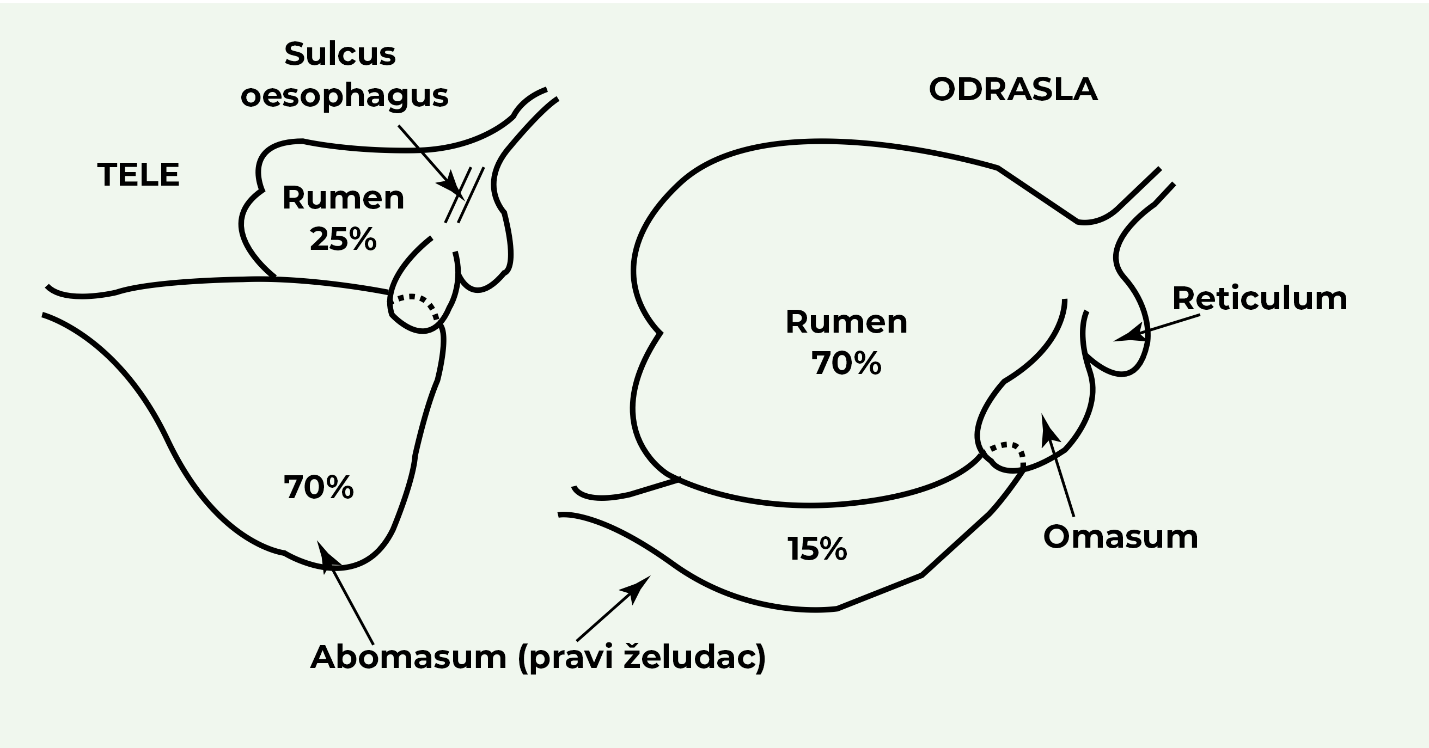 Sulcus
oesophagus
ODRASLA
TELE
Rumen
25%
Reticulum
Rumen
70%
70%
Omasum
15%
Abomasum (pravi želudac)